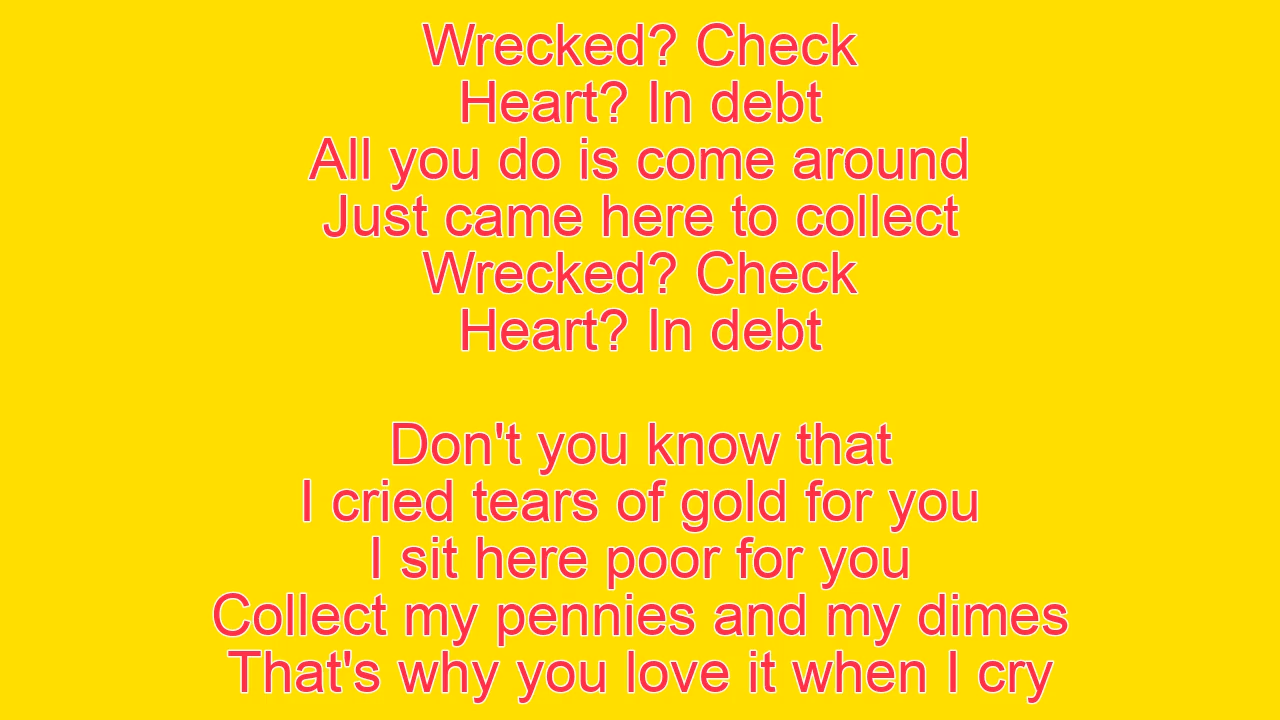 Wrecked? Check
Heart? In debt
All you do is come around
Just came here to collect
Wrecked? Check
Heart? In debt

Don't you know that
I cried tears of gold for you
I sit here poor for you
Collect my pennies and my dimes
That's why you love it when I cry